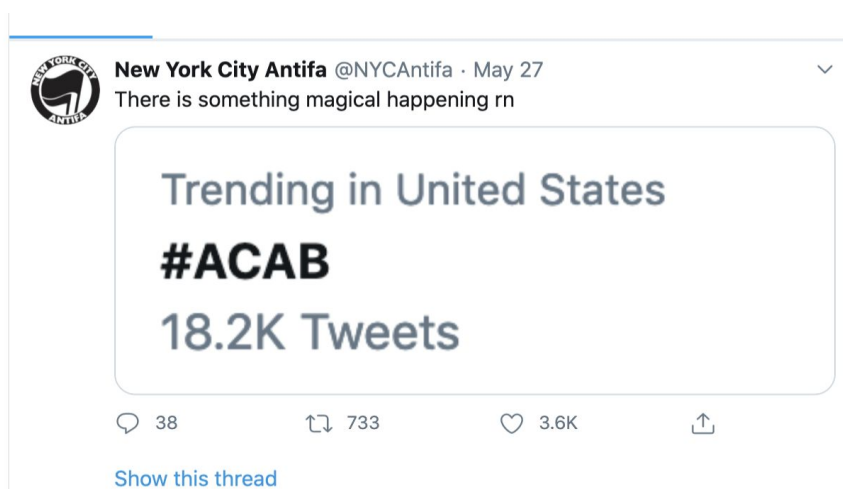 NEW YORK CITY
ANTIFA
New York City Antifa @NYCAntifa · May 27
There is something magical happening rn
Trending in United States
#ACAB
18.2K Tweets
38 733 3.6K
Show this thread